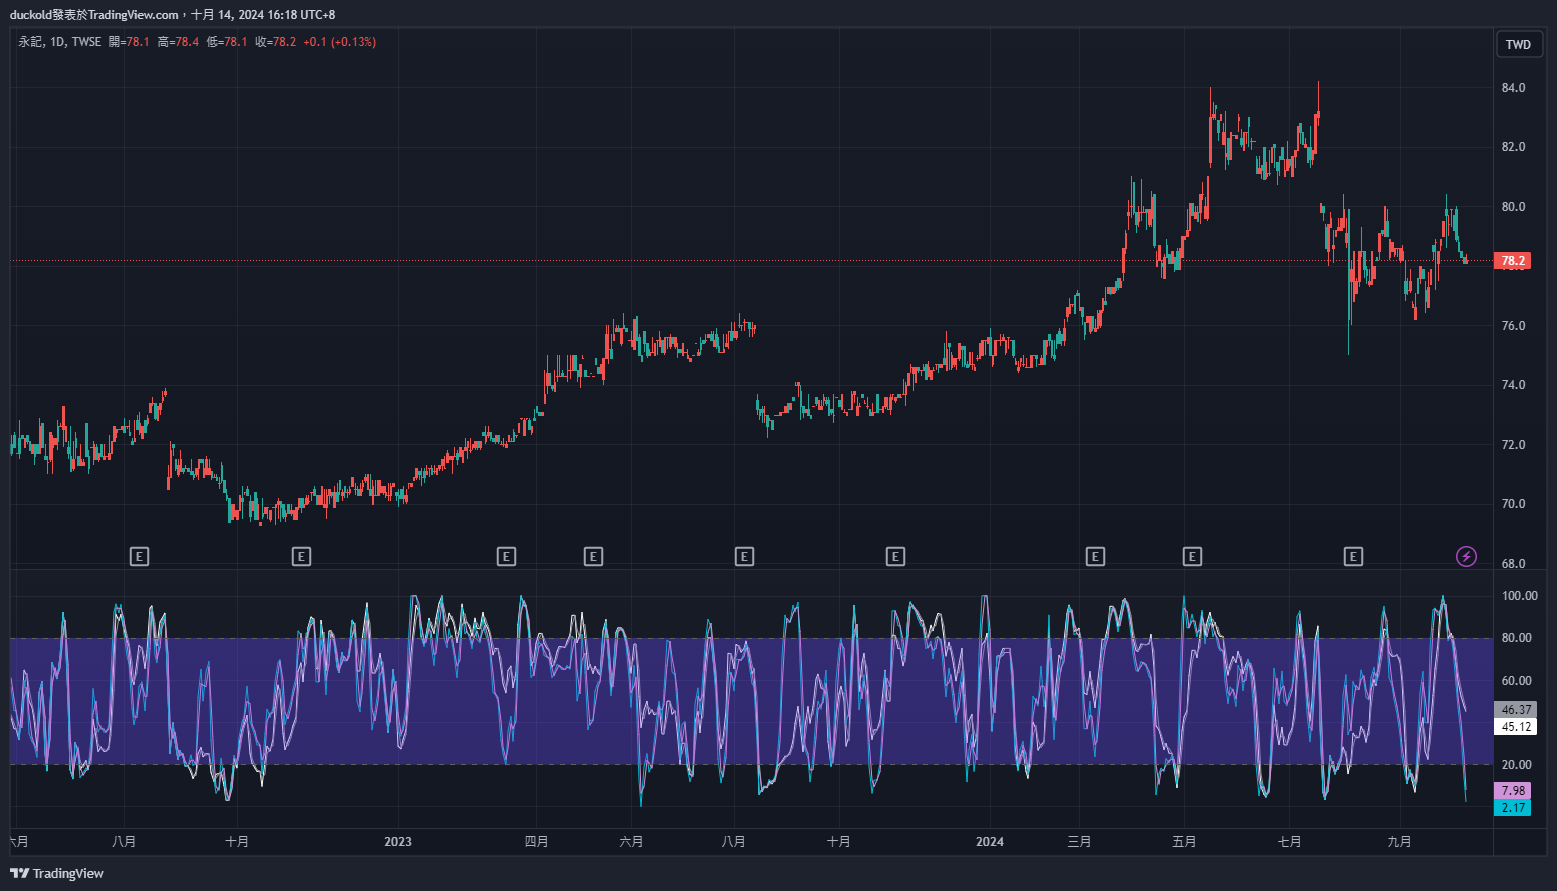 duckold發表於TradingView.com，十月 14, 2024 16:18 UTC+8
永記, 1D, TWSE 開=78.1 高=78.4 低=78.1 收=78.2 +0.1 (+0.13%)
TWD
84.0
82.0
80.0
78.2
76.0
74.0
72.0
70.0
E E E E E E E E E
68.0
100.00
80.00
60.00
46.37
45.12
20.00
7.98
2.17
六月 八月 十月 2023 四月 六月 八月 十月 2024 三月 五月 七月 九月
TradingView